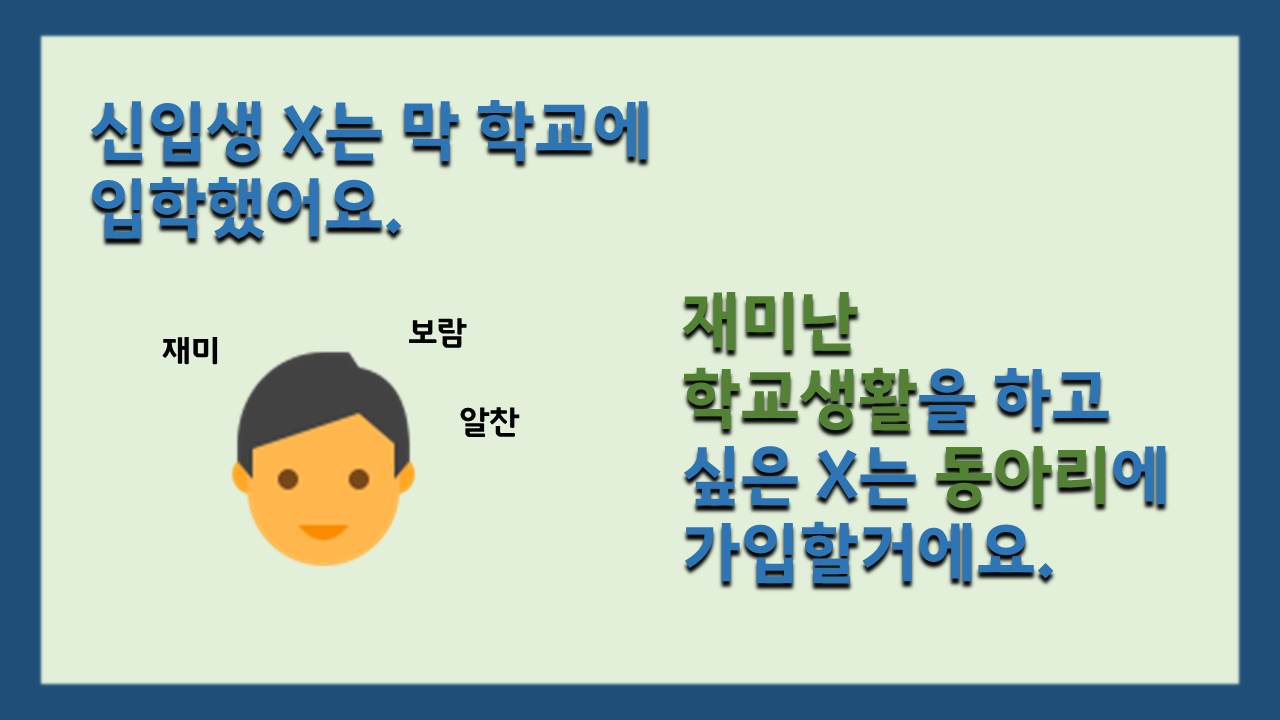 신입생 X는 막 학교에
입학했어요.
재미
보람
알찬
재미난
학교생활을 하고
싶은 X는 동아리에
가입할거에요.